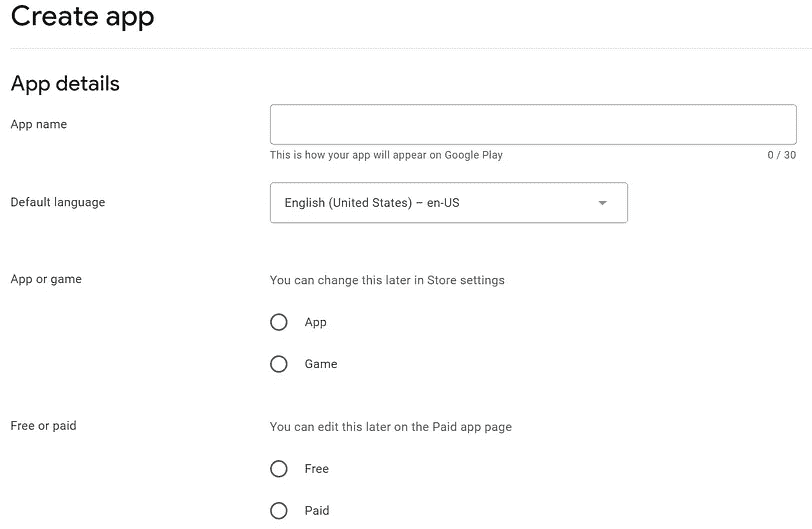 Create app
App details
App name
This is how your app will appear on Google Play
0 / 30
Default language
English (United States) – en-US
App or game
You can change this later in Store settings
App
Game
Free or paid
You can edit this later on the Paid app page
Free
Paid